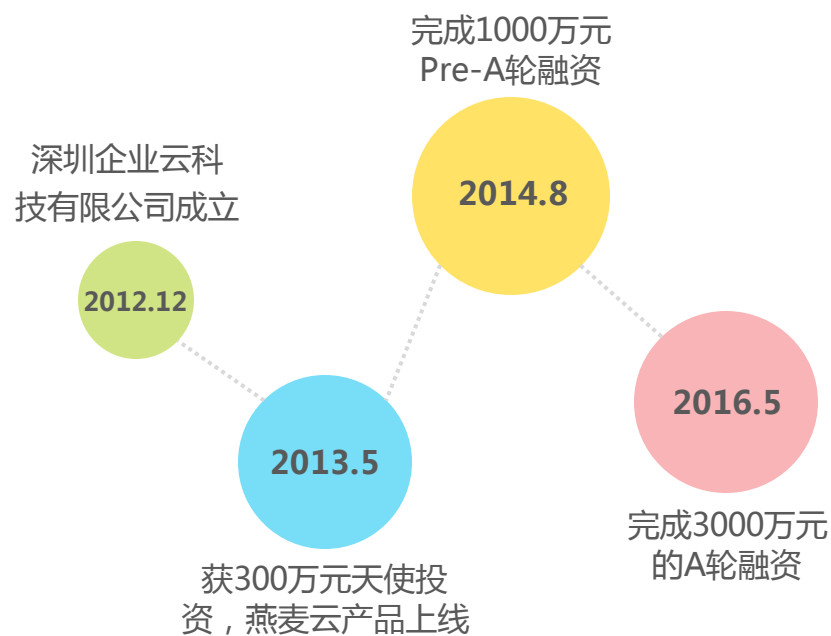 深圳企业云科
技有限公司成立
2012.12
2013.5
获300万元天使投
资，燕麦云产品上线
完成1000万元
Pre-A轮融资
2014.8
2016.5
完成3000万元
的A轮融资